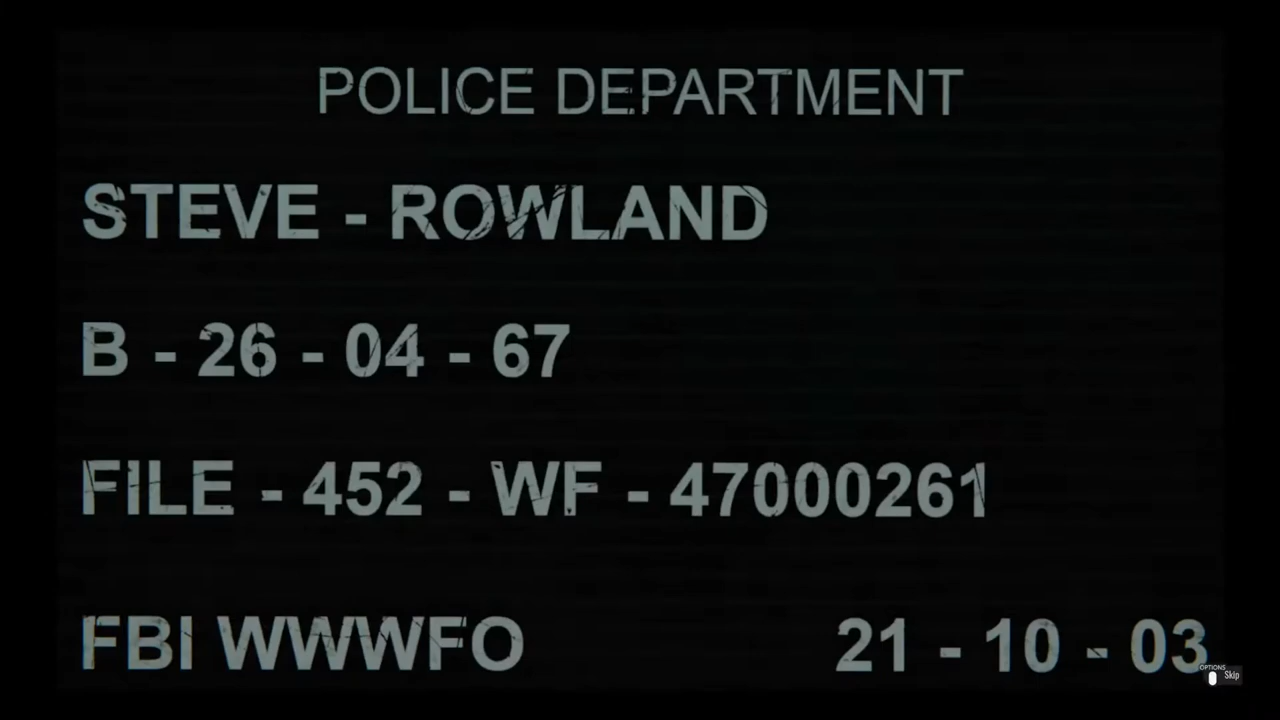 POLICE DEPARTMENT
STEVE - ROWLAND
B - 26 - 04 - 67
FILE - 452 - WF - 47000261
FBI WWWFO 21 - 10 - 03
OPTIONS
Skip